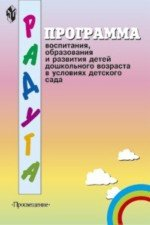 РАДУГА
ПРОГРАММА
воспитания,
образования
и развития детей
дошкольного возраста
в условиях детского
сада
«Просвещение»